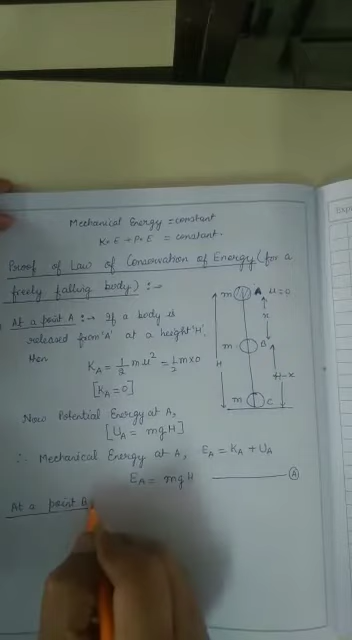 Mechanical Energy = constant
K.E + P.E = constant.
Proof of Law of Conservation of Energy (for a
freely falling body) :→
At a point A :→ If a body is
released from 'A' at a height 'H'.
then
K_A = 1/2 m u² = 1/2 m × 0
[K_A = 0]
Now Potential Energy at A,
[U_A = mgH]
∴ Mechanical Energy at A, E_A = K_A + U_A
E_A = mgH (A)
At a point B
m A u = 0
x
m B
H
H-x
m C